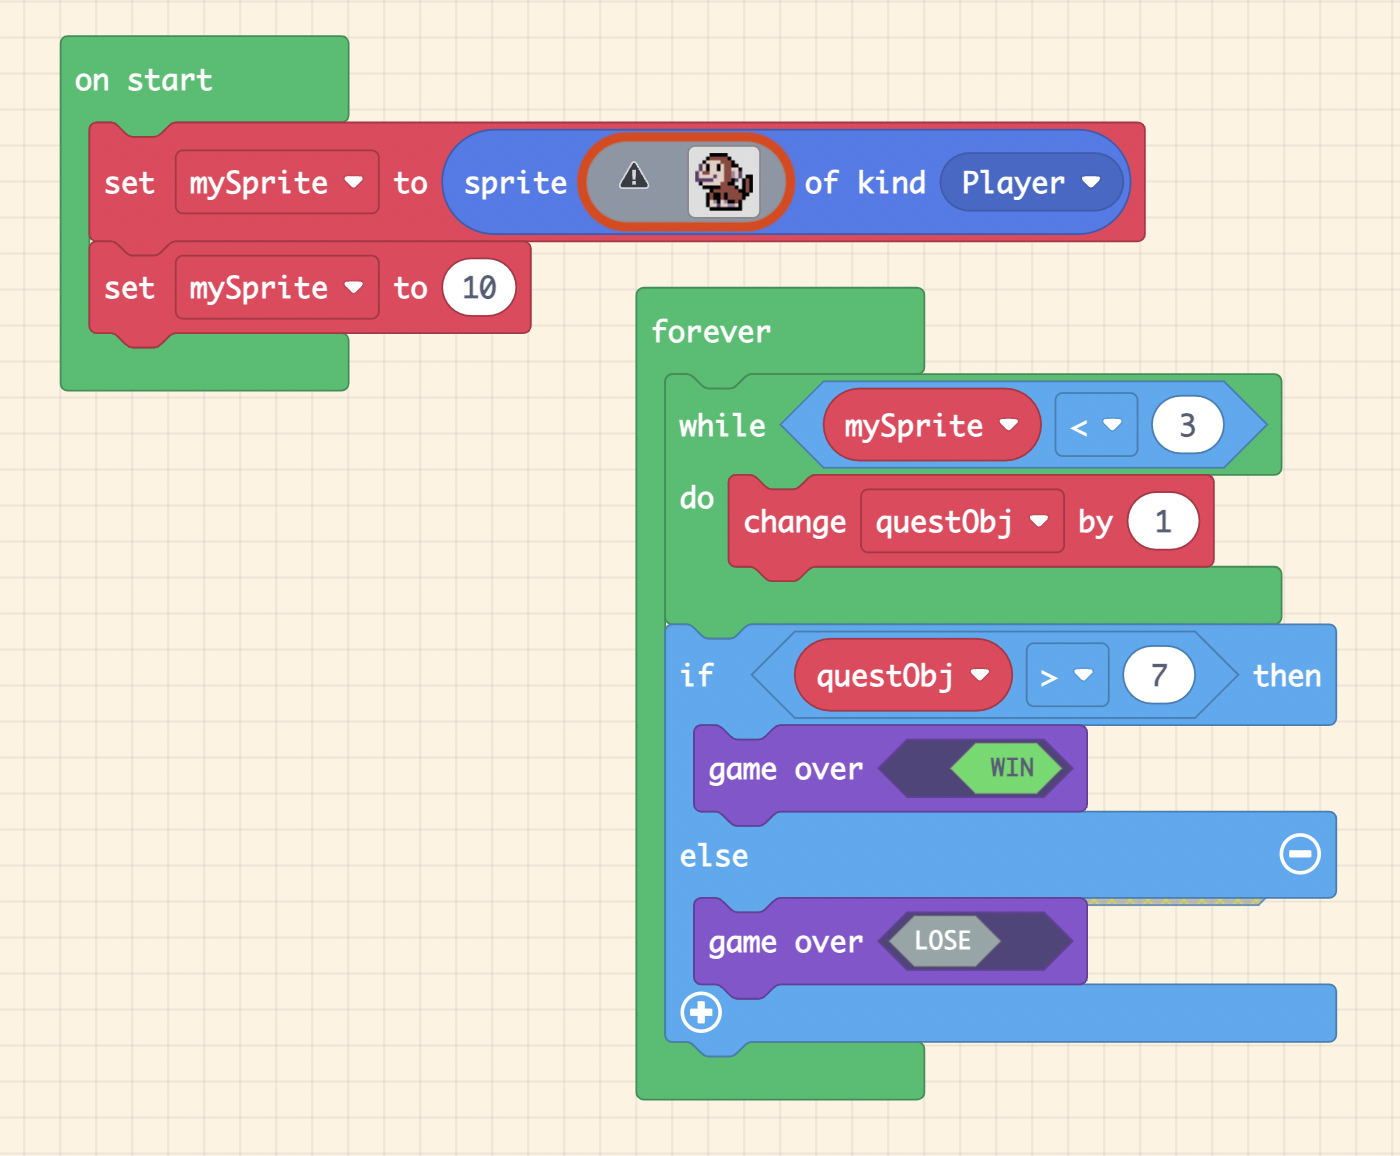 on start
set mySprite to sprite of kind Player
set mySprite to 10
forever
while mySprite < 3
do change questObj by 1
if questObj > 7 then
game over WIN
else
game over LOSE